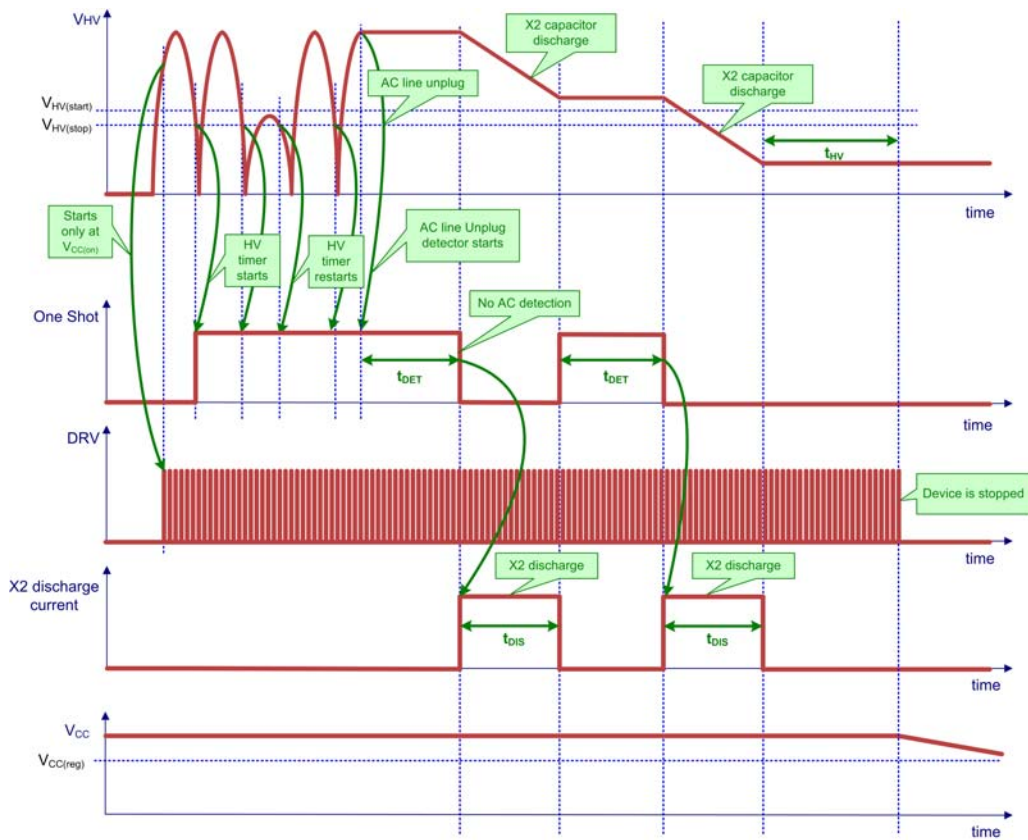 VHV
X2 capacitor
discharge
X2 capacitor
discharge
AC line unplug
VHV(start)
VHV(stop)
tHV
time
Starts
only at
VCC(on)
HV
timer
starts
HV
timer
restarts
AC line Unplug
detector starts
One Shot
No AC detection
tDET
tDET
time
DRV
Device is stopped
time
X2 discharge
current
X2 discharge
X2 discharge
tDIS
tDIS
time
VCC
VCC(reg)
time